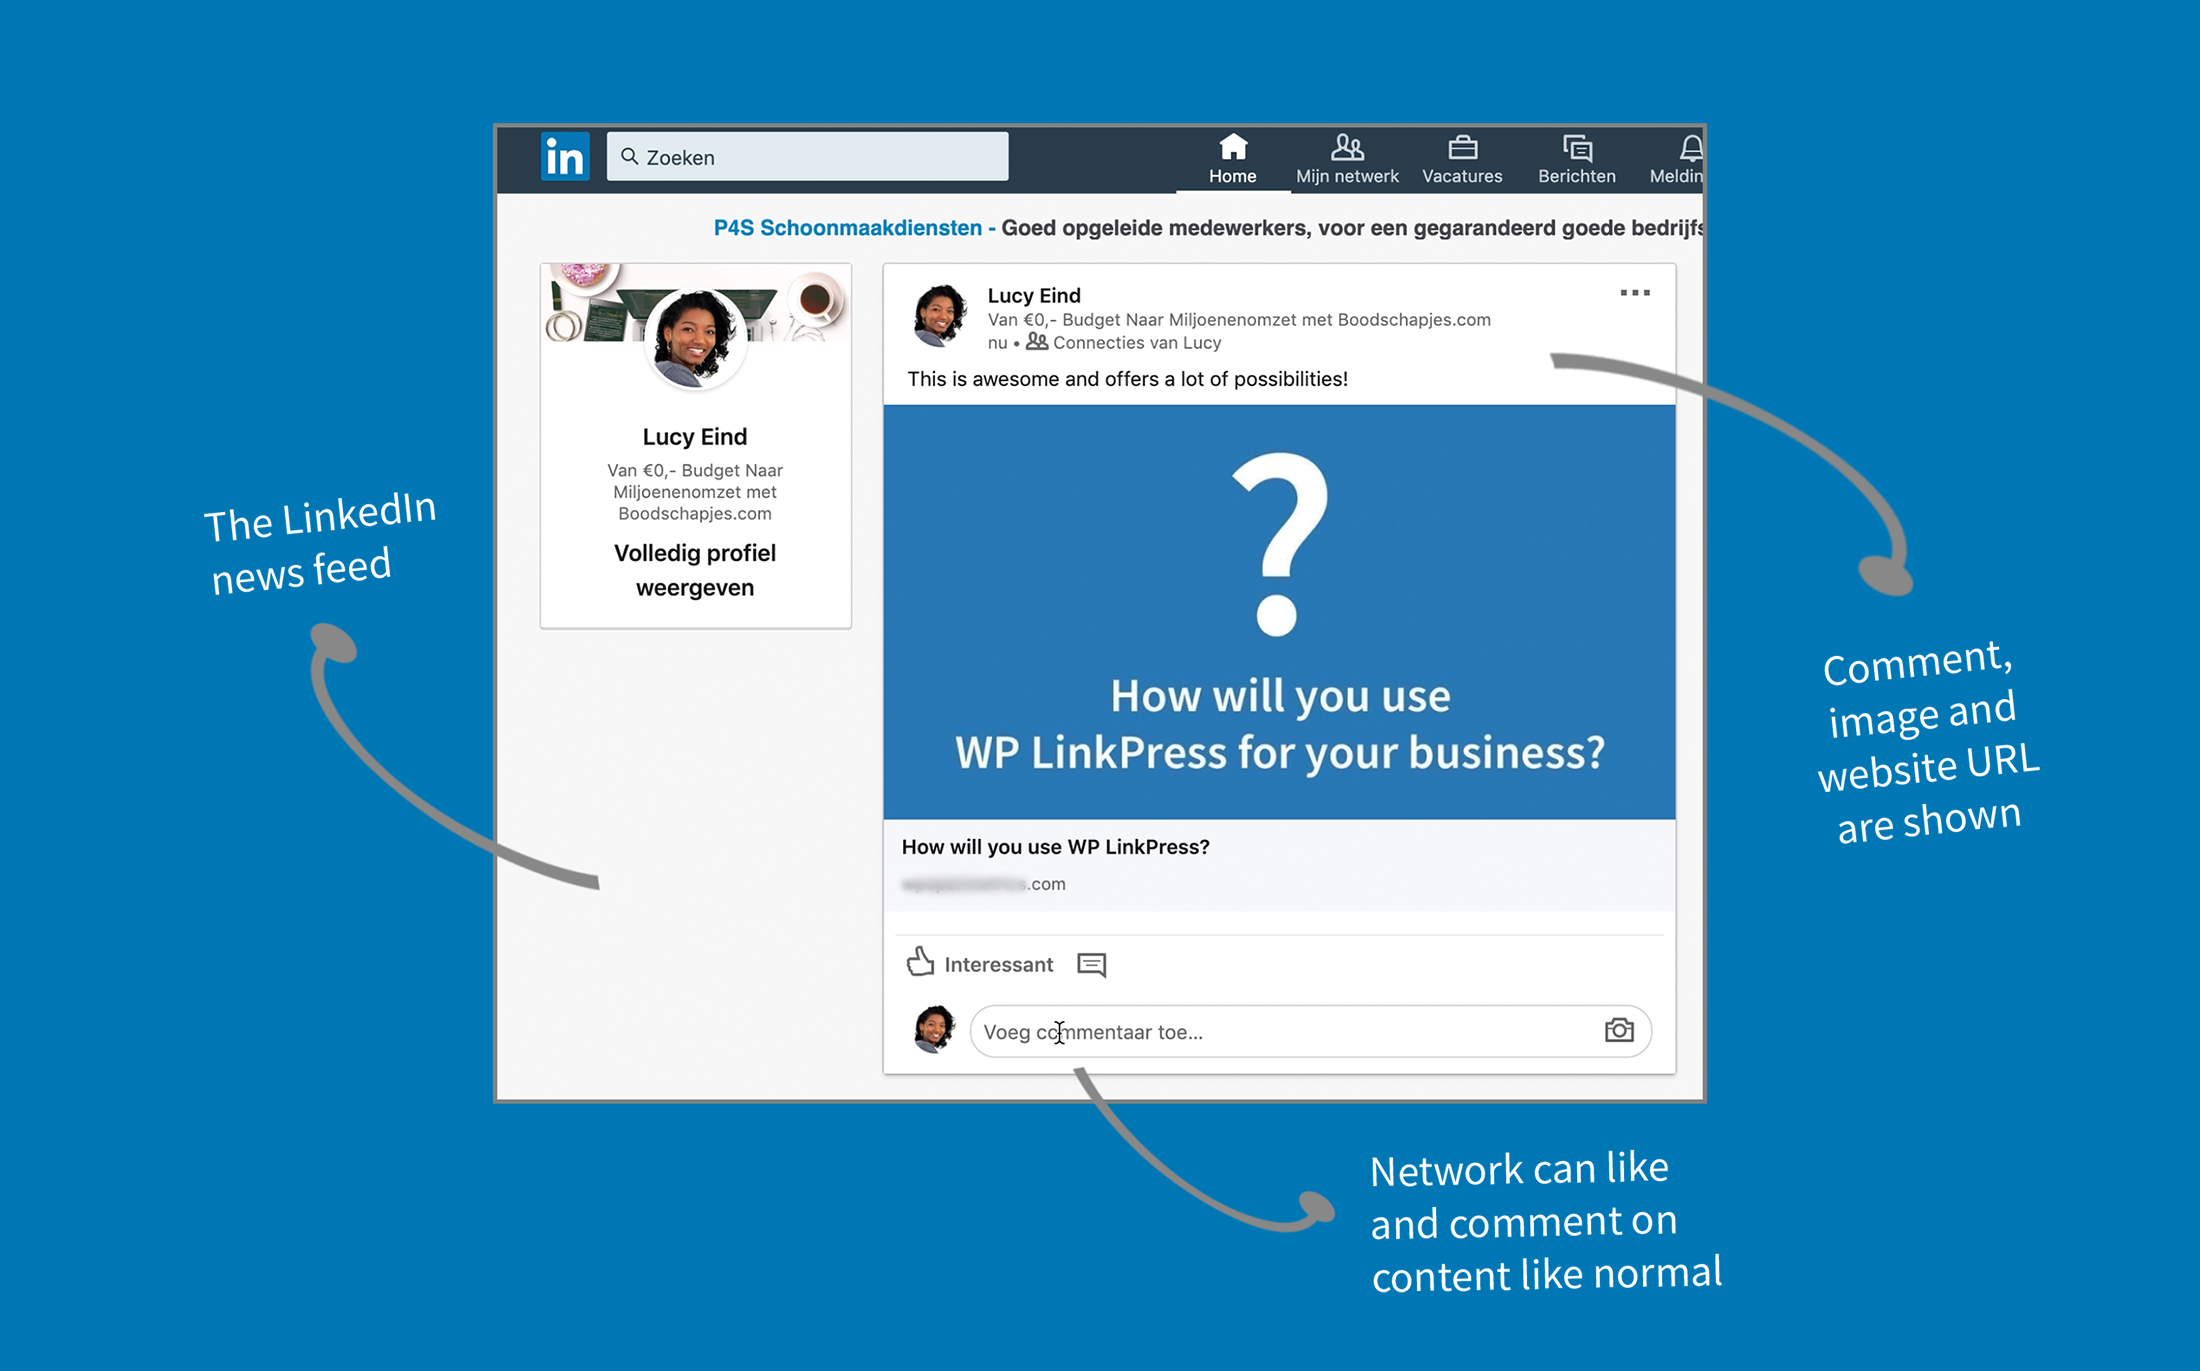 in
Zoeken
Home
Mijn netwerk
Vacatures
Berichten
Meldin
P4S Schoonmaakdiensten - Goed opgeleide medewerkers, voor een gegarandeerd goede bedrijfs
Lucy Eind
Van €0,- Budget Naar
Miljoenenomzet met
Boodschapjes.com
Volledig profiel
weergeven
Lucy Eind
Van €0,- Budget Naar Miljoenenomzet met Boodschapjes.com
nu • Connecties van Lucy
This is awesome and offers a lot of possibilities!
?
How will you use
WP LinkPress for your business?
How will you use WP LinkPress?
.com
Interessant
Voeg commentaar toe...
The LinkedIn
news feed
Comment,
image and
website URL
are shown
Network can like
and comment on
content like normal